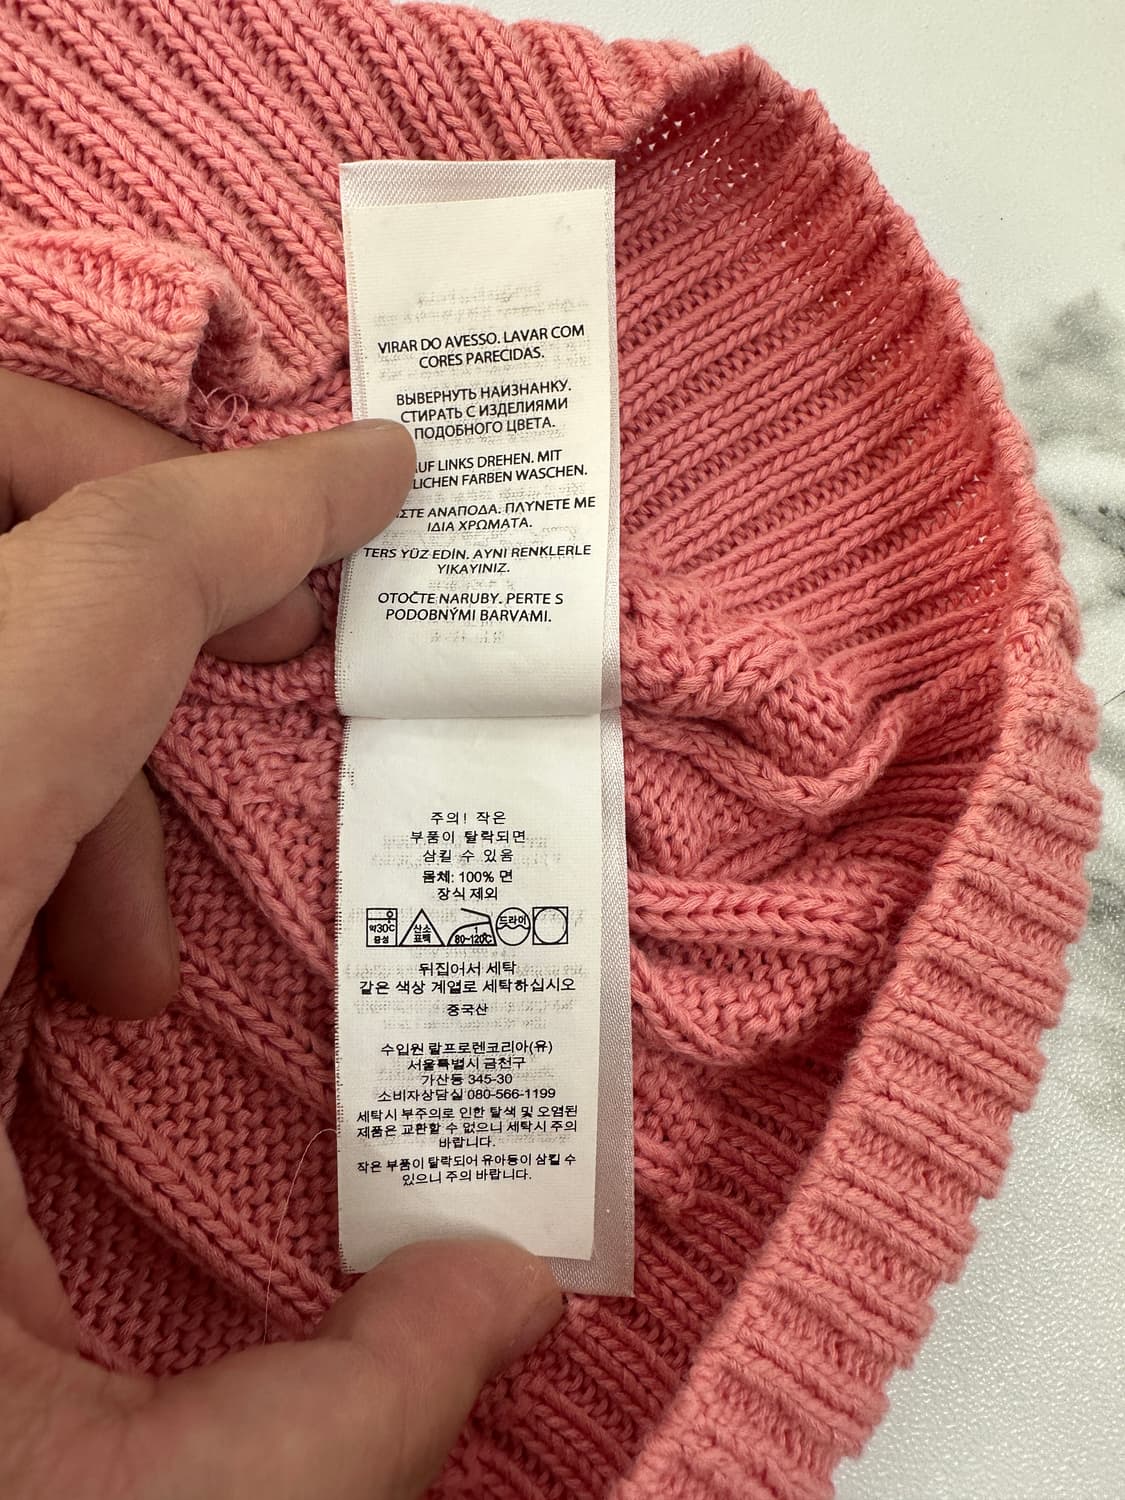 VIRAR DO AVESSO. LAVAR COM
CORES PARECIDAS.
ВЫВЕРНУТЬ НАИЗНАНКУ.
СТИРАТЬ С ИЗДЕЛИЯМИ
ПОДОБНОГО ЦВЕТА.
UF LINKS DREHEN. MIT
LICHEN FARBEN WASCHEN.
ΣΤΕ ΑΝΑΠΟΔΑ. ΠΛΥΝΕΤΕ ΜΕ
ΙΔΙΑ ΧΡΩΜΑΤΑ.
TERS YÜZ EDİN. AYNI RENKLERLE
YIKAYINIZ.
OTOČTE NARUBY. PERTE S
PODOBNÝMI BARVAMI.
주의! 작은
부품이 탈락되면
삼킬 수 있음
몸체: 100% 면
장식 제외
약30℃ 중성 산소 표백 1 80~120℃ 드라이
뒤집어서 세탁
같은 색상 계열로 세탁하십시오
중국산
수입원 랄프로렌코리아(유)
서울특별시 금천구
가산동 345-30
소비자상담실 080-566-1199
세탁시 부주의로 인한 탈색 및 오염된
제품은 교환할 수 없으니 세탁시 주의
바랍니다.
작은 부품이 탈락되어 유아등이 삼킬 수
있으니 주의 바랍니다.